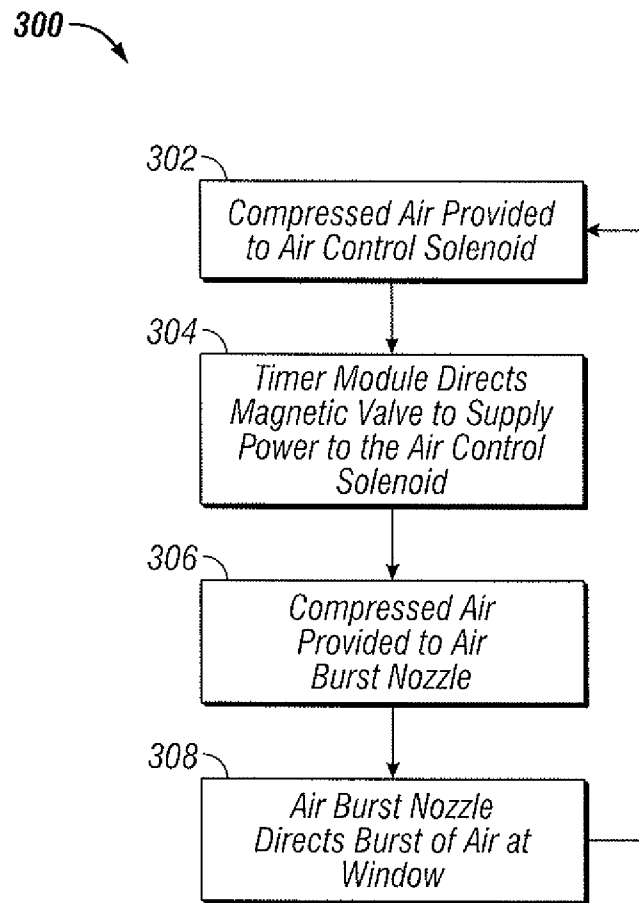 300
302
Compressed Air Provided
to Air Control Solenoid
304
Timer Module Directs
Magnetic Valve to Supply
Power to the Air Control
Solenoid
306
Compressed Air
Provided to Air
Burst Nozzle
308
Air Burst Nozzle
Directs Burst of Air at
Window